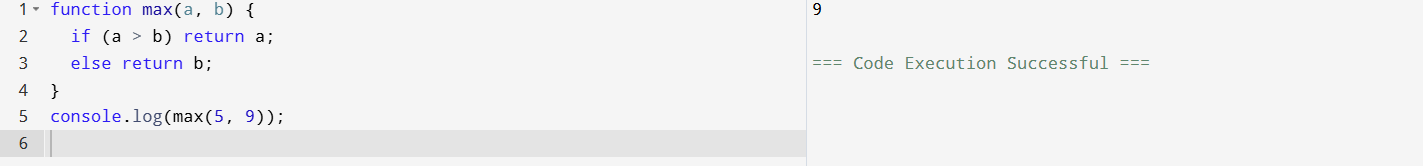 1 function max(a, b) {
2   if (a > b) return a;
3   else return b;
4 }
5 console.log(max(5, 9));
6
9
=== Code Execution Successful ===